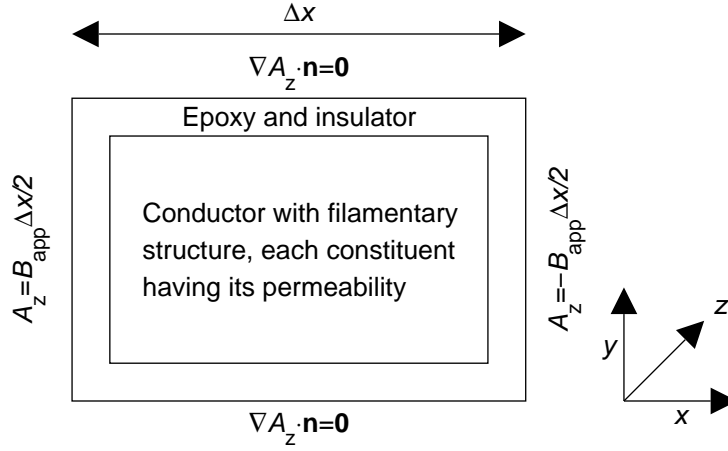 Δx
∇A_z·n=0
Epoxy and insulator
A_z=B_app Δx/2
Conductor with filamentary
structure, each constituent
having its permeability
A_z=−B_app Δx/2
z
y
x
∇A_z·n=0